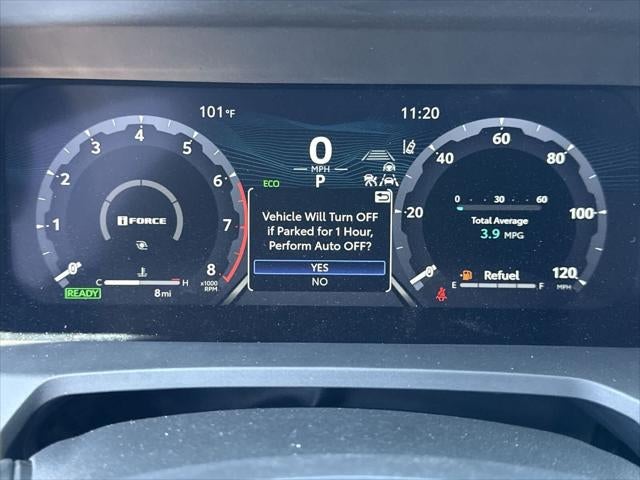 101°F
11:20
0
MPH
P
ECO
0
1
2
3
4
5
6
7
8
x1000
RPM
i FORCE
C
H
READY
8 mi
Vehicle Will Turn OFF
if Parked for 1 Hour,
Perform Auto OFF?
YES
NO
0
20
40
60
80
100
120
MPH
0 30 60
Total Average
3.9 MPG
Refuel
E
F